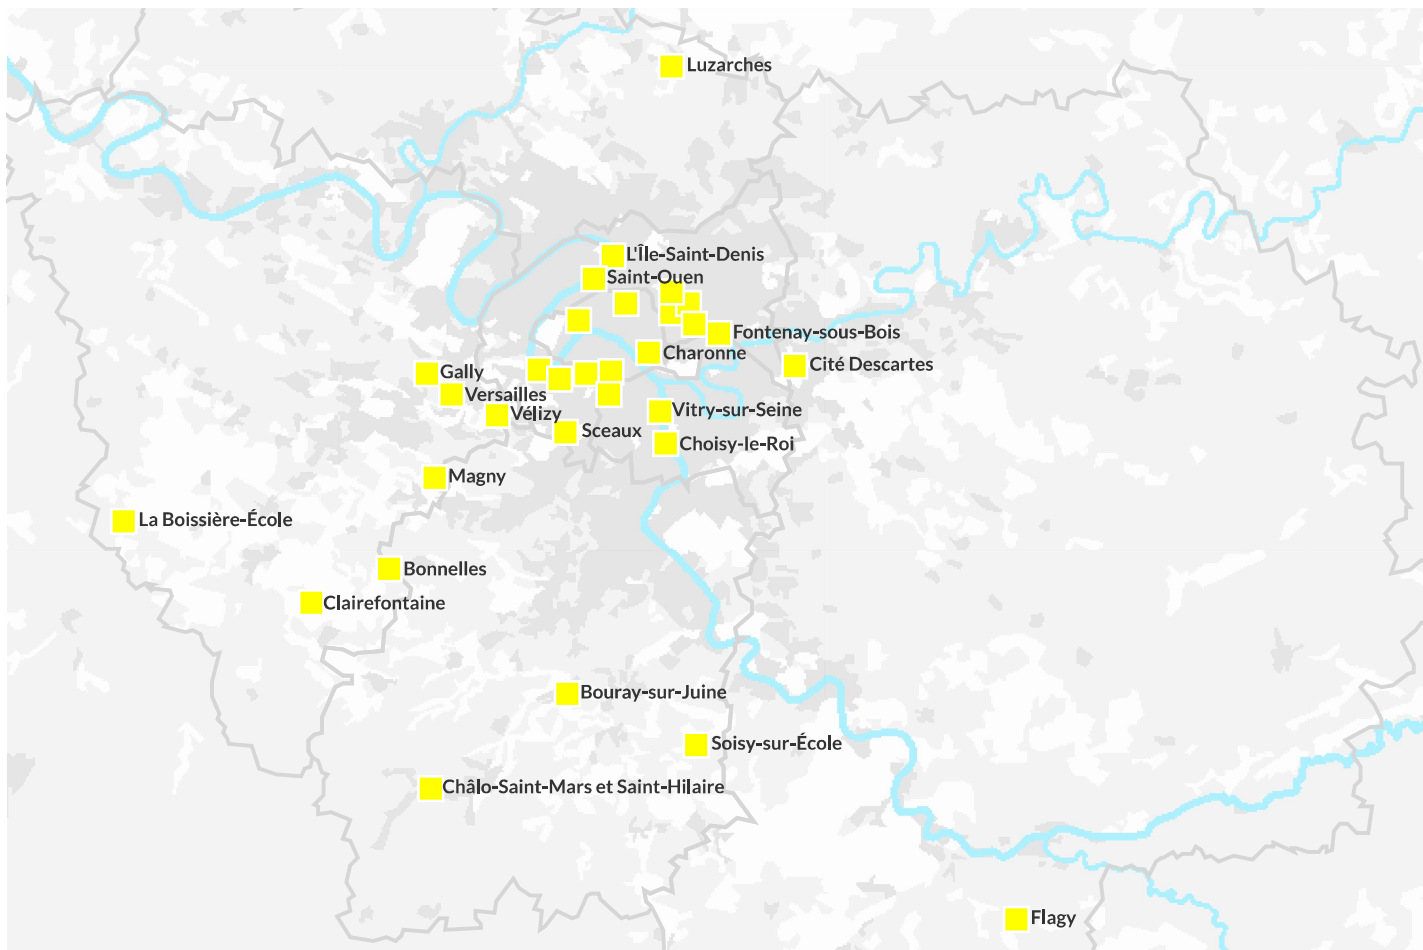 Luzarches
L'Île-Saint-Denis
Saint-Ouen
Fontenay-sous-Bois
Charonne
Cité Descartes
Gally
Versailles
Vélizy
Vitry-sur-Seine
Sceaux
Choisy-le-Roi
Magny
La Boissière-École
Bonnelles
Clairefontaine
Bouray-sur-Juine
Soisy-sur-École
Châlo-Saint-Mars et Saint-Hilaire
Flagy